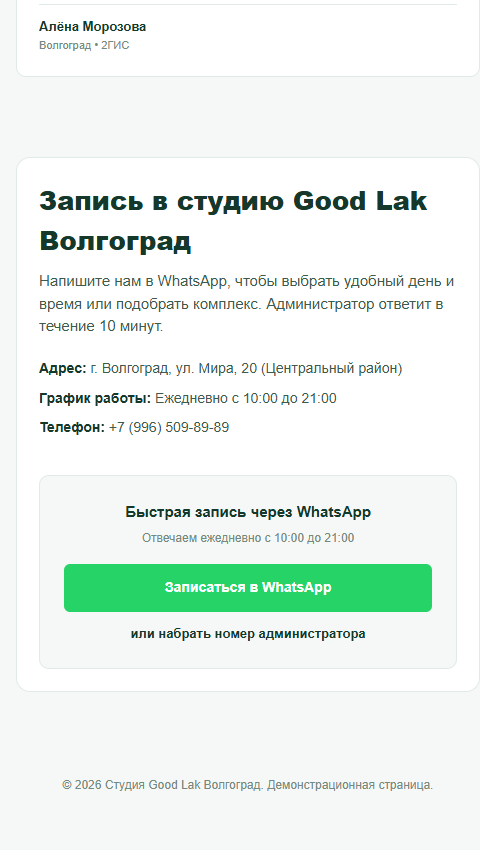 Алёна Морозова
Волгоград • 2ГИС
Запись в студию Good Lak
Волгоград
Напишите нам в WhatsApp, чтобы выбрать удобный день и
время или подобрать комплекс. Администратор ответит в
течение 10 минут.
Адрес: г. Волгоград, ул. Мира, 20 (Центральный район)
График работы: Ежедневно с 10:00 до 21:00
Телефон: +7 (996) 509-89-89
Быстрая запись через WhatsApp
Отвечаем ежедневно с 10:00 до 21:00
Записаться в WhatsApp
или набрать номер администратора
© 2026 Студия Good Lak Волгоград. Демонстрационная страница.